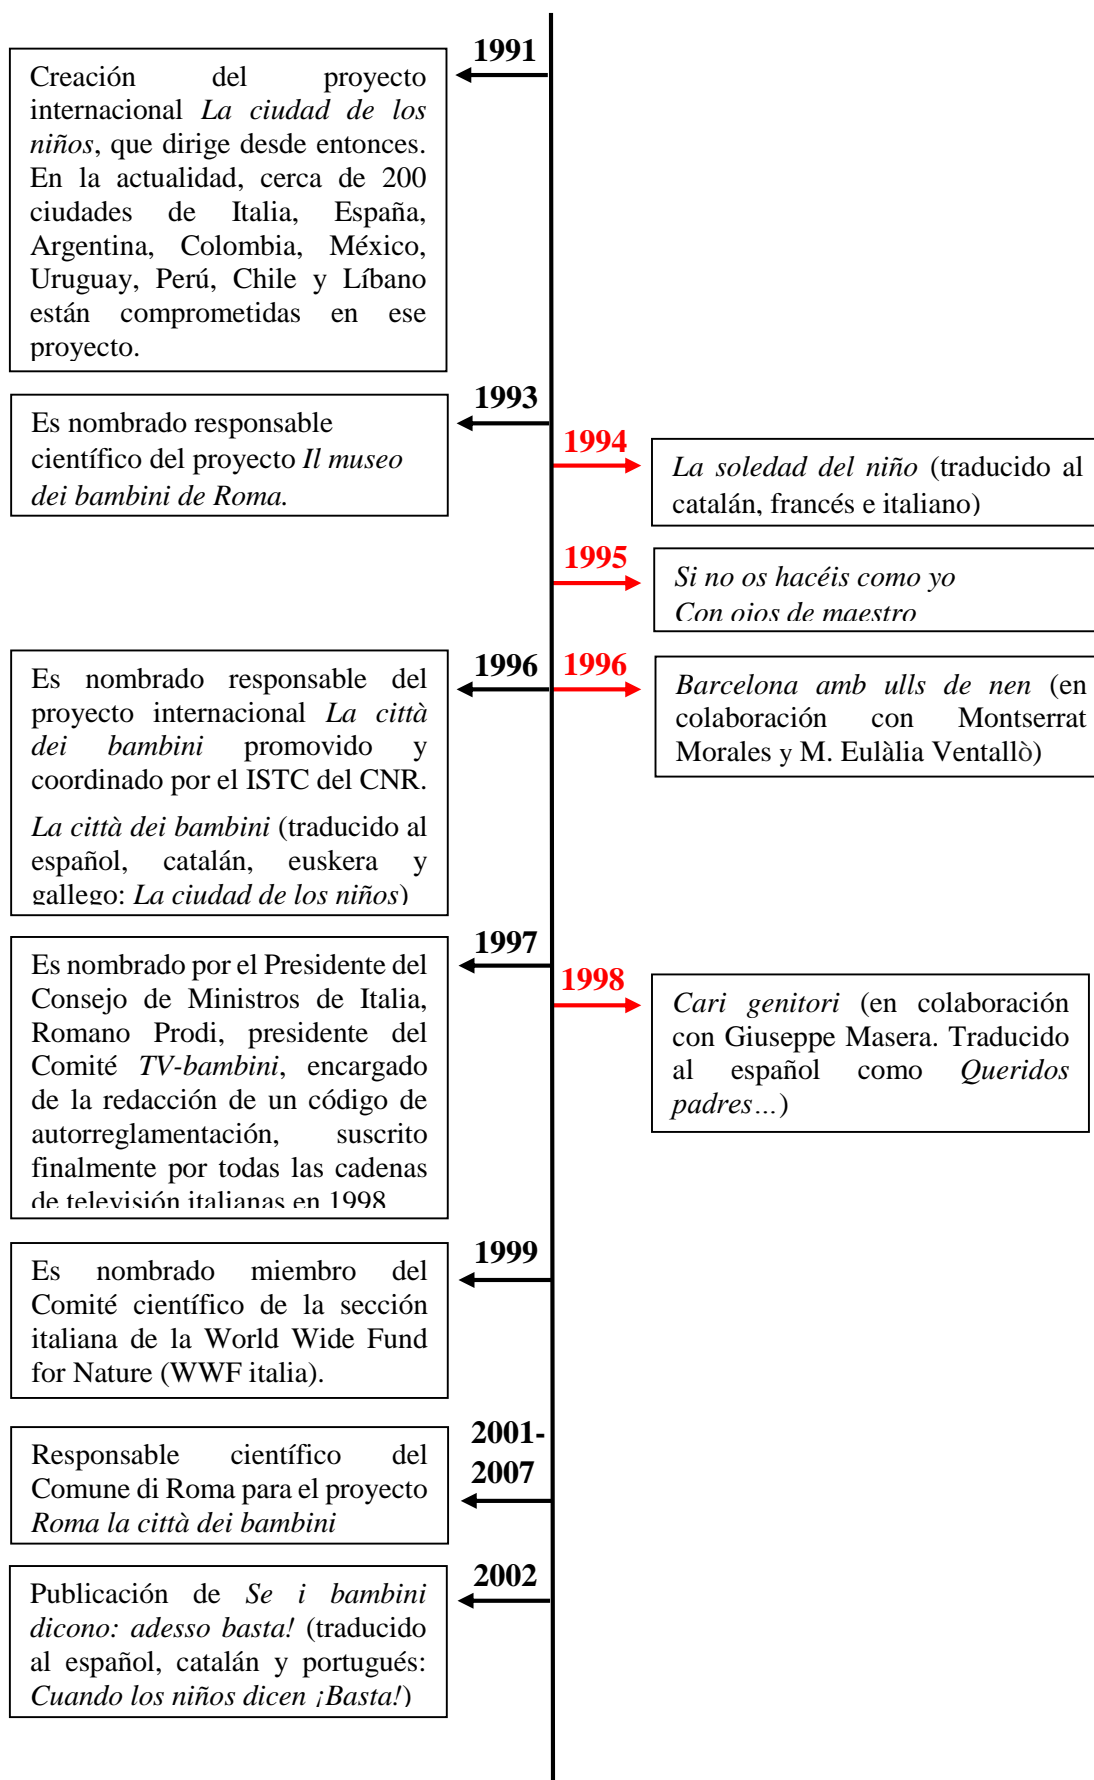 1991
Creación del proyecto
internacional La ciudad de los
niños, que dirige desde entonces.
En la actualidad, cerca de 200
ciudades de Italia, España,
Argentina, Colombia, México,
Uruguay, Perú, Chile y Líbano
están comprometidas en ese
proyecto.
1993
Es nombrado responsable
científico del proyecto Il museo
dei bambini de Roma.
1994
La soledad del niño (traducido al
catalán, francés e italiano)
1995
Si no os hacéis como yo
Con ojos de maestro
1996
Es nombrado responsable del
proyecto internacional La città
dei bambini promovido y
coordinado por el ISTC del CNR.
La città dei bambini (traducido al
español, catalán, euskera y
gallego: La ciudad de los niños)
1996
Barcelona amb ulls de nen (en
colaboración con Montserrat
Morales y M. Eulàlia Ventallò)
1997
Es nombrado por el Presidente del
Consejo de Ministros de Italia,
Romano Prodi, presidente del
Comité TV-bambini, encargado
de la redacción de un código de
autorreglamentación, suscrito
finalmente por todas las cadenas
de televisión italianas en 1998
1998
Cari genitori (en colaboración
con Giuseppe Masera. Traducido
al español como Queridos
padres…)
1999
Es nombrado miembro del
Comité científico de la sección
italiana de la World Wide Fund
for Nature (WWF italia).
2001-
2007
Responsable científico del
Comune di Roma para el proyecto
Roma la città dei bambini
2002
Publicación de Se i bambini
dicono: adesso basta! (traducido
al español, catalán y portugués:
Cuando los niños dicen ¡Basta!)